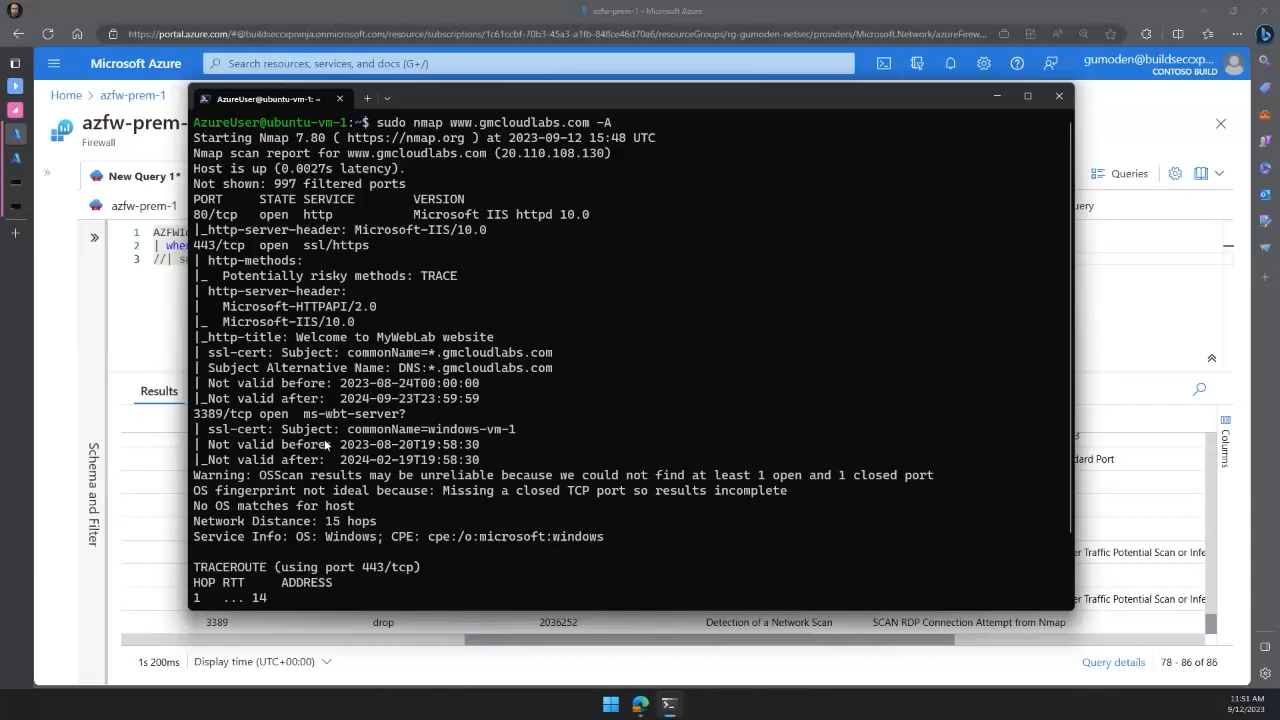 azfw-prem-1 - Microsoft Azure
https://portal.azure.com/#@buildseccxpninja.onmicrosoft.com/resource/subscriptions/1c61ccbf-70b3-45a3-a1fb-848ce46d70a6/resourceGroups/rg-gumoden-netsec/providers/Microsoft.Network/azureFirew...
Microsoft Azure
Search resources, services, and docs (G+/)
gumoden@buildseccxp...
CONTOSO BUILD
Home > azfw-prem-1
azfw-prem-
Firewall
New Query 1*
Queries
azfw-prem-1
uery
1 AZFWI
2 | whe
3 //| s
AzureUser@ubuntu-vm-1: ~
AzureUser@ubuntu-vm-1:~$ sudo nmap www.gmcloudlabs.com -A
Starting Nmap 7.80 ( https://nmap.org ) at 2023-09-12 15:48 UTC
Nmap scan report for www.gmcloudlabs.com (20.110.108.130)
Host is up (0.0027s latency).
Not shown: 997 filtered ports
PORT STATE SERVICE VERSION
80/tcp open http Microsoft IIS httpd 10.0
|_http-server-header: Microsoft-IIS/10.0
443/tcp open ssl/https
| http-methods:
|_ Potentially risky methods: TRACE
| http-server-header:
| Microsoft-HTTPAPI/2.0
|_ Microsoft-IIS/10.0
|_http-title: Welcome to MyWebLab website
| ssl-cert: Subject: commonName=*.gmcloudlabs.com
| Subject Alternative Name: DNS:*.gmcloudlabs.com
| Not valid before: 2023-08-24T00:00:00
|_Not valid after: 2024-09-23T23:59:59
3389/tcp open ms-wbt-server?
| ssl-cert: Subject: commonName=windows-vm-1
| Not valid before: 2023-08-20T19:58:30
|_Not valid after: 2024-02-19T19:58:30
Warning: OSScan results may be unreliable because we could not find at least 1 open and 1 closed port
OS fingerprint not ideal because: Missing a closed TCP port so results incomplete
No OS matches for host
Network Distance: 15 hops
Service Info: OS: Windows; CPE: cpe:/o:microsoft:windows
TRACEROUTE (using port 443/tcp)
HOP RTT ADDRESS
1 ... 14
Results
Schema and Filter
Columns
dard Port
er Traffic Potential Scan or Infe
er Traffic Potential Scan or Infe
3389 drop 2036252 Detection of a Network Scan SCAN RDP Connection Attempt from Nmap
1s 200ms Display time (UTC+00:00)
Query details 78 - 86 of 86
11:51 AM
9/12/2023